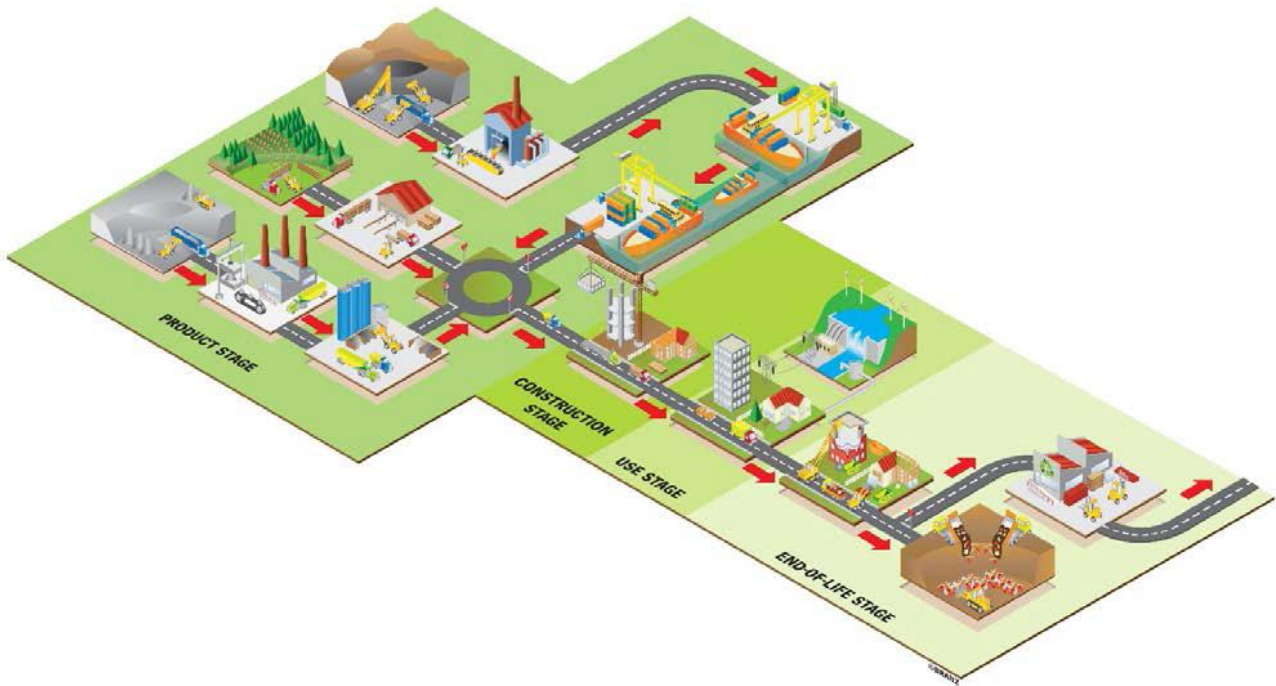 PRODUCT STAGE
CONSTRUCTION
STAGE
USE STAGE
END-OF-LIFE STAGE
©BRANZ